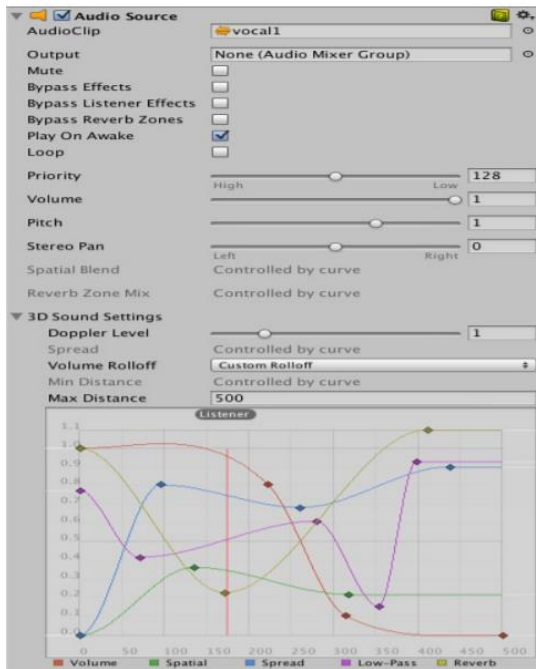 Audio Source
AudioClip vocal1
Output None (Audio Mixer Group)
Mute
Bypass Effects
Bypass Listener Effects
Bypass Reverb Zones
Play On Awake
Loop
Priority 128
High Low
Volume 1
Pitch 1
Stereo Pan 0
Left Right
Spatial Blend Controlled by curve
Reverb Zone Mix Controlled by curve
3D Sound Settings
Doppler Level 1
Spread Controlled by curve
Volume Rolloff Custom Rolloff
Min Distance Controlled by curve
Max Distance 500
Listener
1.1
1.0
0.9
0.8
0.7
0.6
0.5
0.4
0.3
0.2
0.1
0.0
0 50 100 150 200 250 300 350 400 450 500
Volume Spatial Spread Low-Pass Reverb